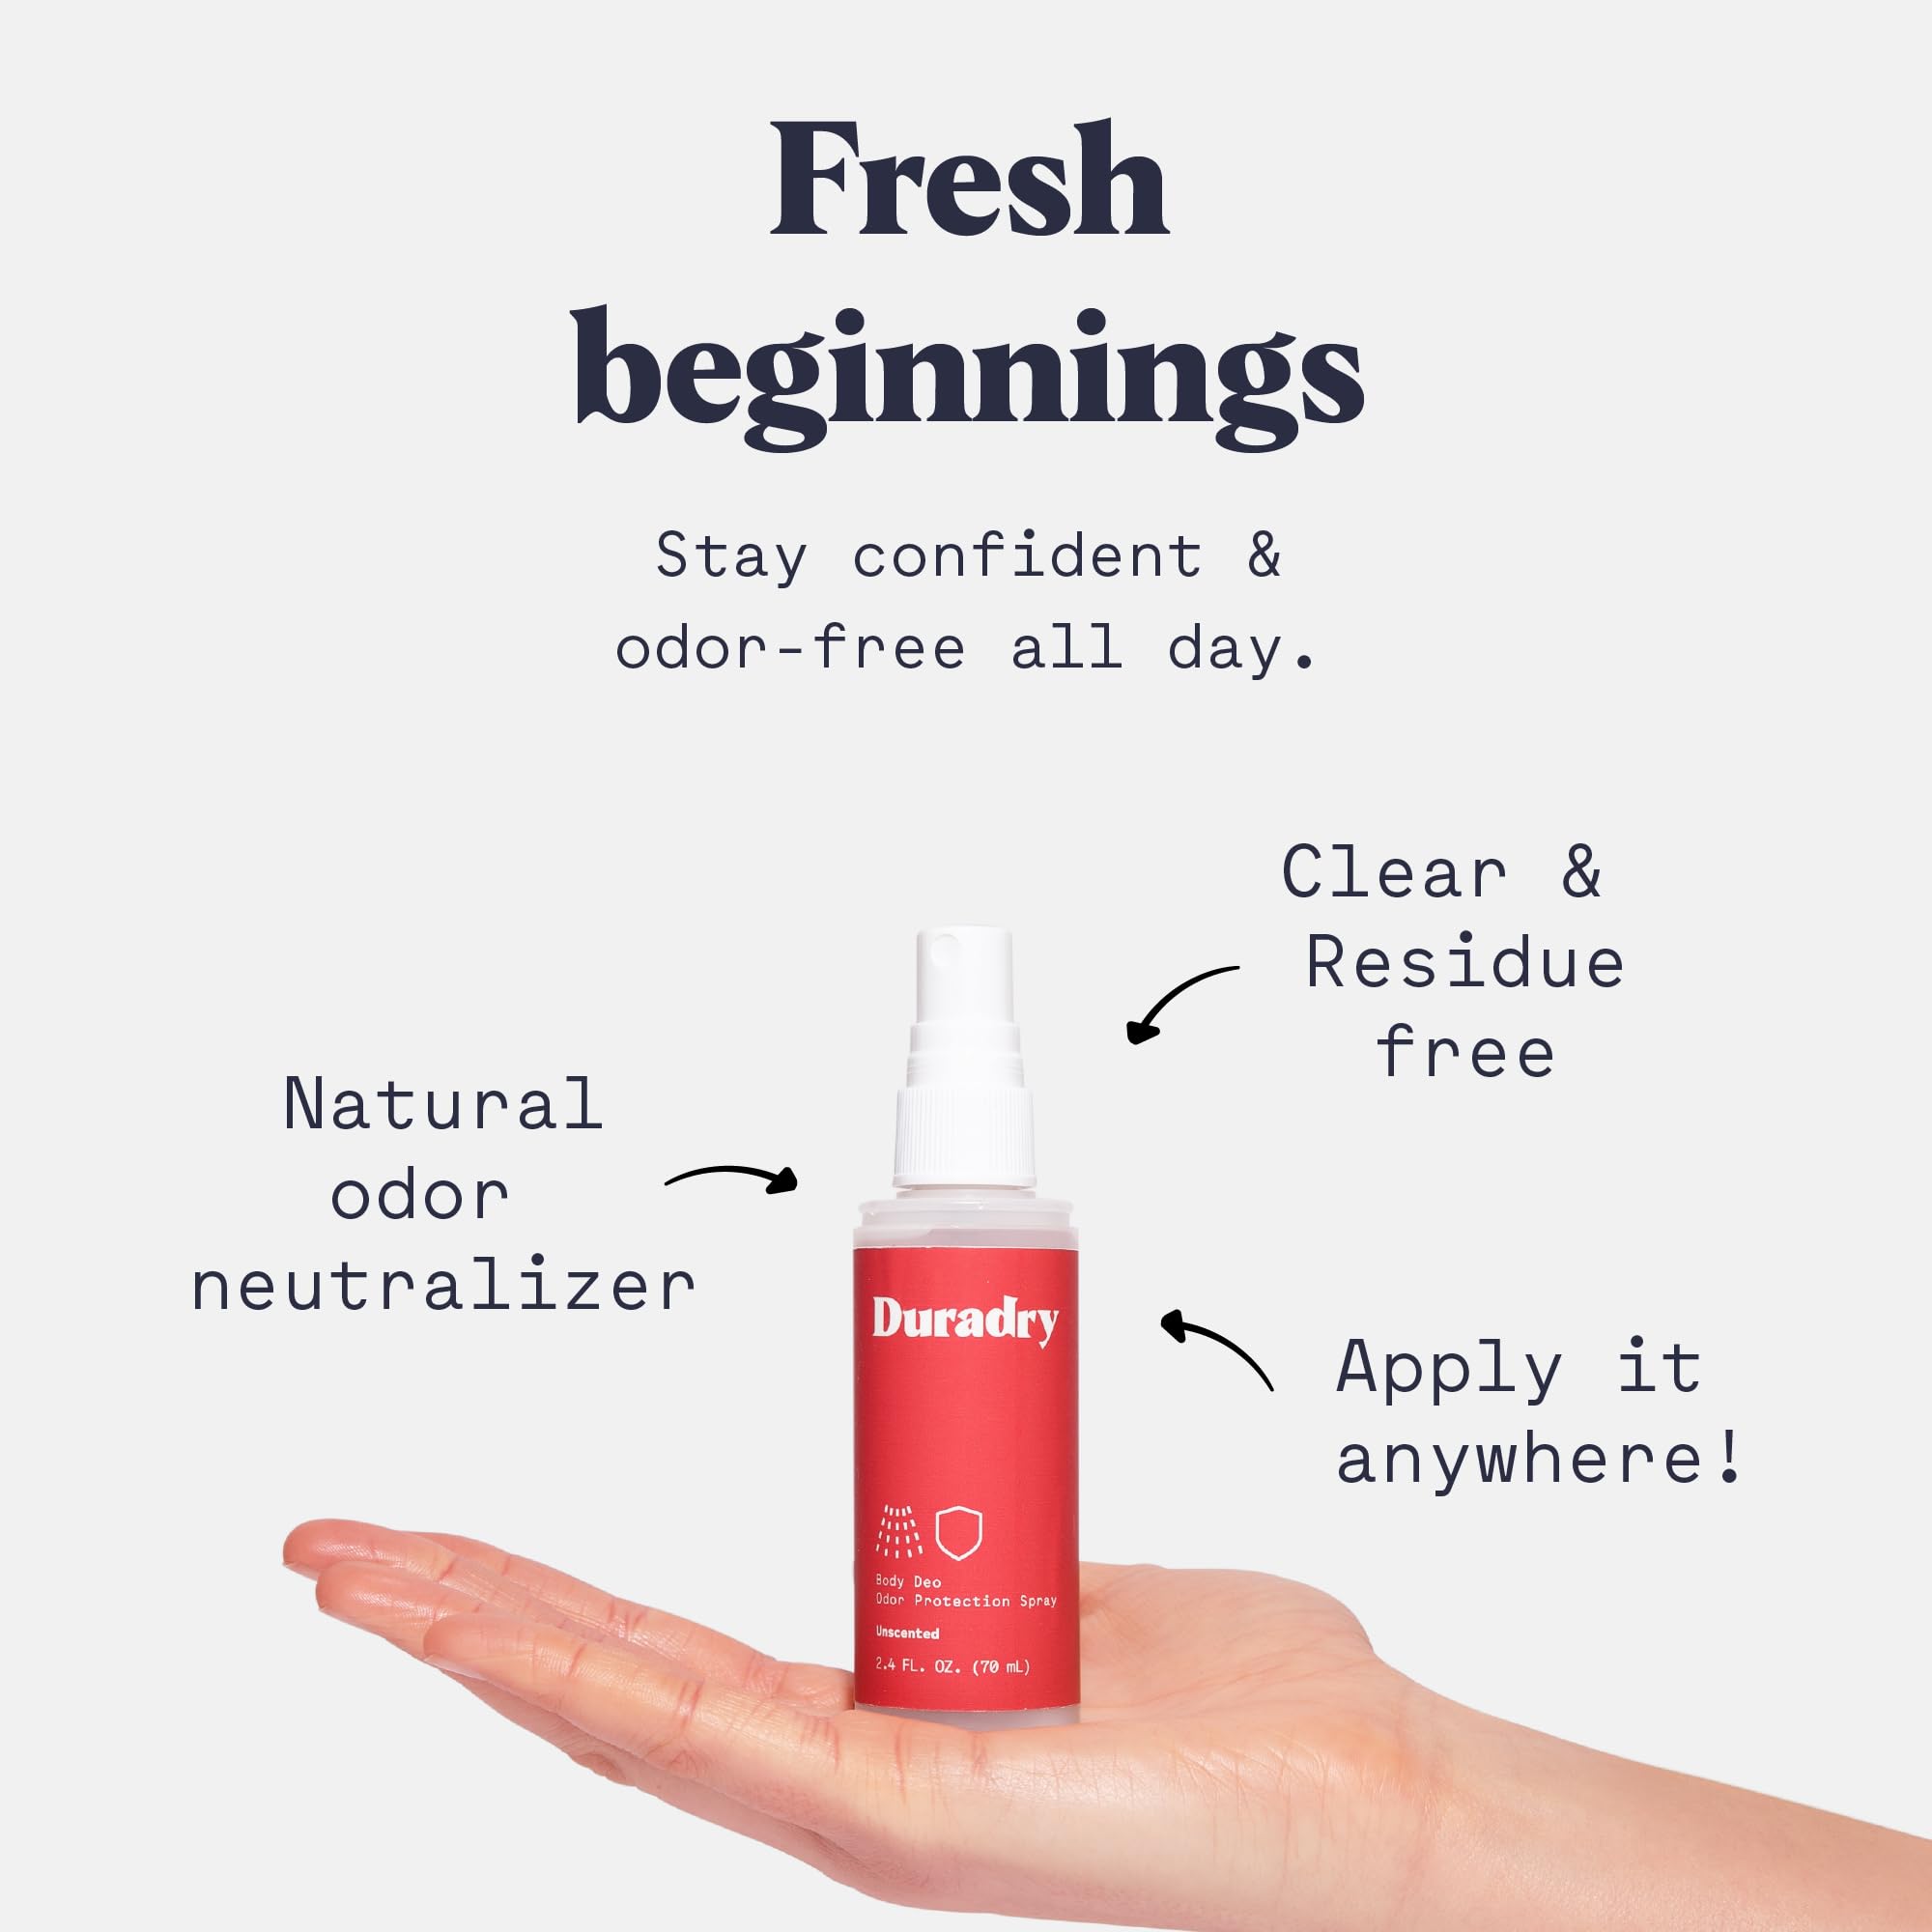 Fresh
beginnings
Stay confident &
odor-free all day.
Clear &
Residue
free
Natural
odor
neutralizer
Apply it
anywhere!
Duradry
Body Deo
Odor Protection Spray
Unscented
2.4 FL. OZ. (70 mL)